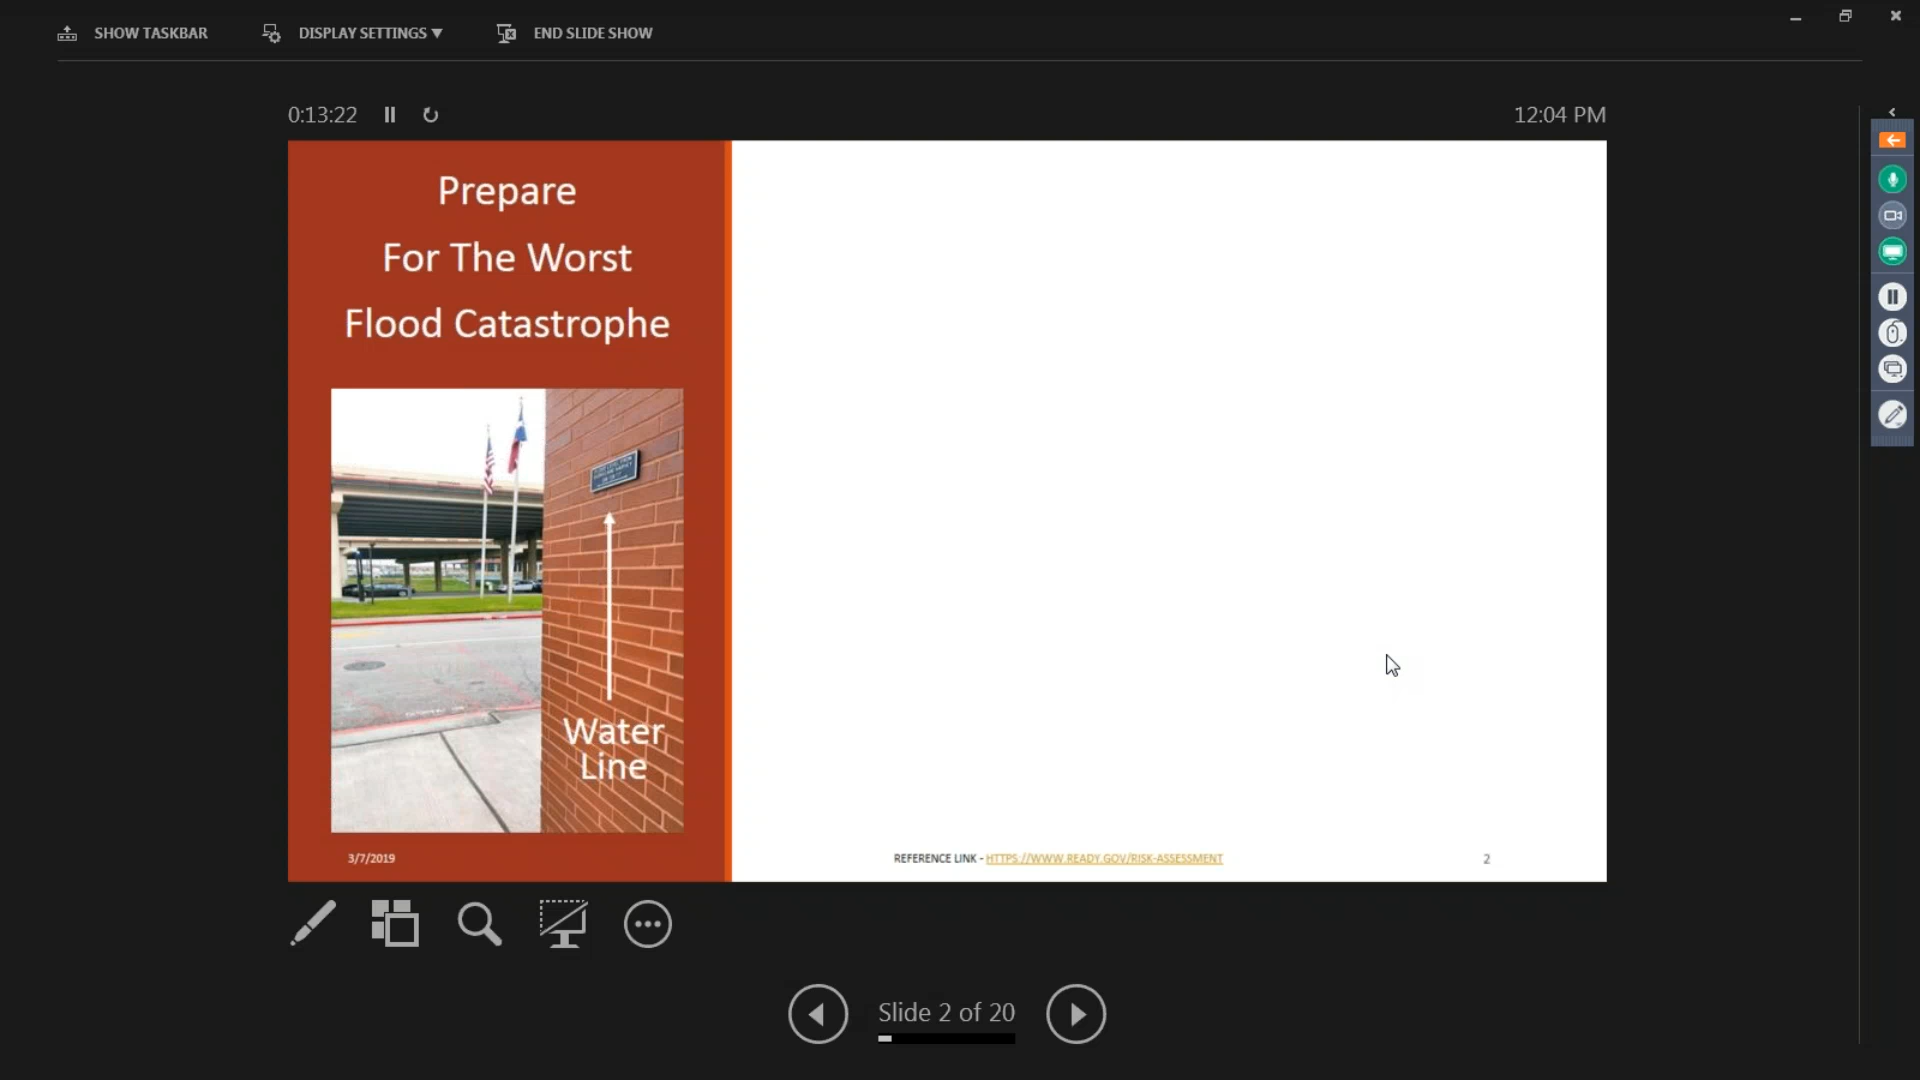 SHOW TASKBAR
DISPLAY SETTINGS ▼
END SLIDE SHOW
0:13:22
12:04 PM
Prepare
For The Worst
Flood Catastrophe
Water
Line
3/7/2019
REFERENCE LINK - HTTPS://WWW.READY.GOV/RISK-ASSESSMENT
2
Slide 2 of 20